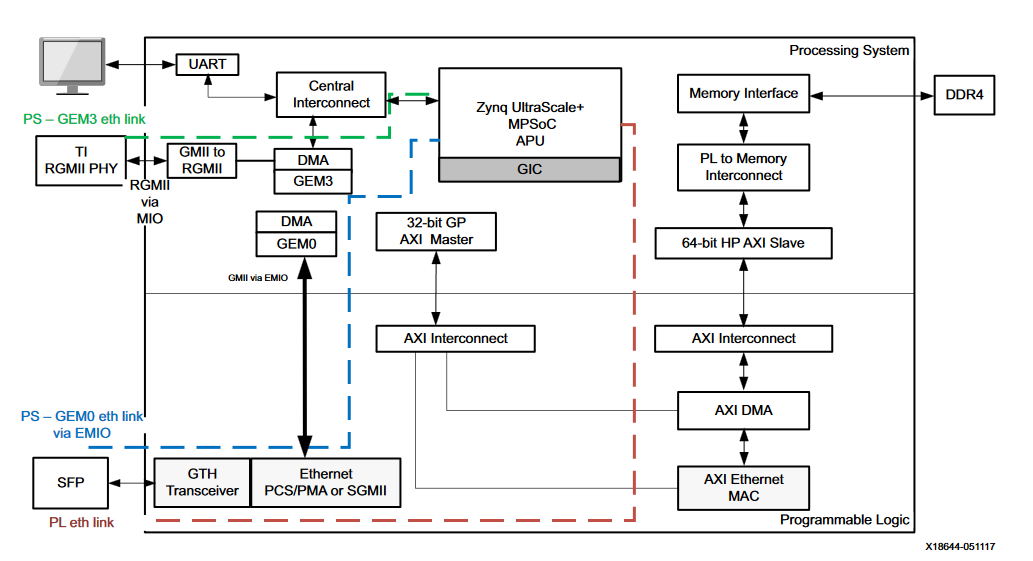 Processing System
UART
Central
Interconnect
Zynq UltraScale+
MPSoC
APU
GIC
Memory Interface
DDR4
PS – GEM3 eth link
TI
RGMII PHY
GMII to
RGMII
DMA
GEM3
PL to Memory
Interconnect
RGMII
via
MIO
DMA
GEM0
32-bit GP
AXI Master
64-bit HP AXI Slave
GMII via EMIO
AXI Interconnect
AXI Interconnect
AXI DMA
PS – GEM0 eth link
via EMIO
SFP
GTH
Transceiver
Ethernet
PCS/PMA or SGMII
AXI Ethernet
MAC
PL eth link
Programmable Logic
X18644-051117